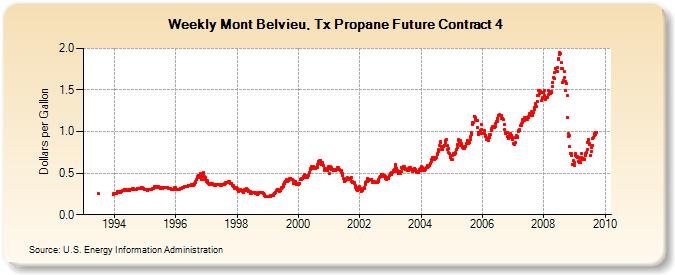 Weekly Mont Belvieu, Tx Propane Future Contract 4
Dollars per Gallon
2.0
1.5
1.0
0.5
0.0
1994 1996 1998 2000 2002 2004 2006 2008 2010
Source: U.S. Energy Information Administration